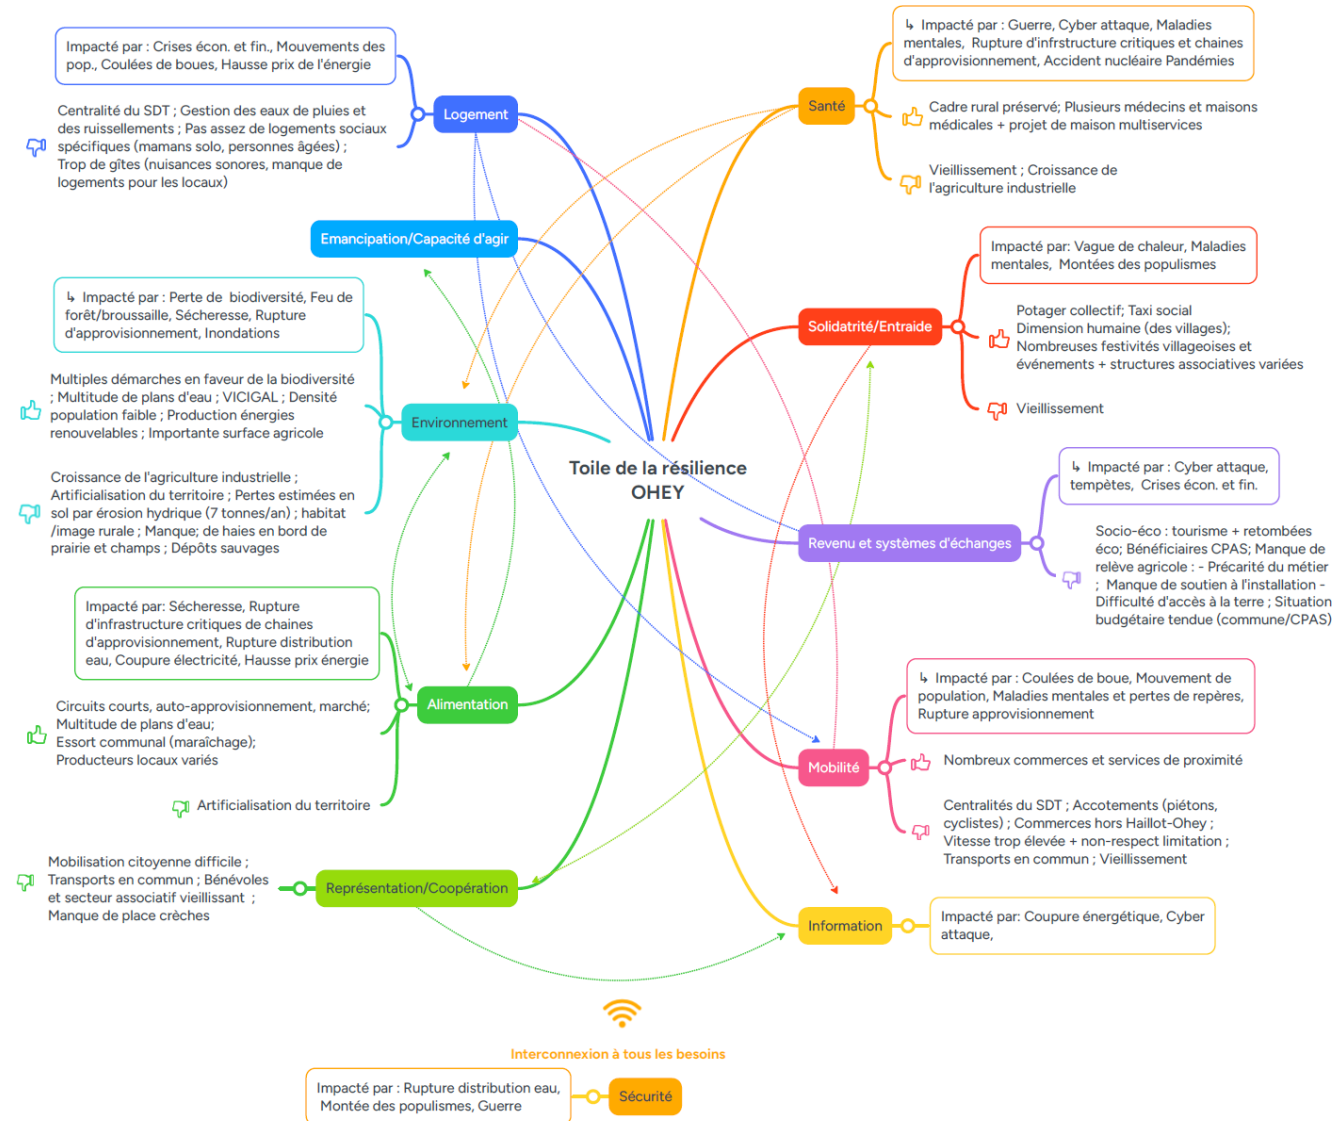 Impacté par : Crises écon. et fin., Mouvements des
pop., Coulées de boues, Hausse prix de l'énergie
Logement
Centralité du SDT ; Gestion des eaux de pluies et
des ruissellements ; Pas assez de logements sociaux
spécifiques (mamans solo, personnes âgées) ;
Trop de gîtes (nuisances sonores, manque de
logements pour les locaux)
Emancipation/Capacité d'agir
↳ Impacté par : Perte de biodiversité, Feu de
forêt/broussaille, Sécheresse, Rupture
d'approvisionnement, Inondations
Multiples démarches en faveur de la biodiversité
; Multitude de plans d'eau ; VICIGAL ; Densité
population faible ; Production énergies
renouvelables ; Importante surface agricole
Environnement
Croissance de l'agriculture industrielle ;
Artificialisation du territoire ; Pertes estimées en
sol par érosion hydrique (7 tonnes/an) ; habitat
/image rurale ; Manque; de haies en bord de
prairie et champs ; Dépôts sauvages
Impacté par: Sécheresse, Rupture
d'infrastructure critiques de chaines
d'approvisionnement, Rupture distribution
eau, Coupure électricité, Hausse prix énergie
Alimentation
Circuits courts, auto-approvisionnement, marché;
Multitude de plans d'eau;
Essort communal (maraîchage);
Producteurs locaux variés
Artificialisation du territoire
Mobilisation citoyenne difficile ;
Transports en commun ; Bénévoles
et secteur associatif vieillissant ;
Manque de place crèches
Représentation/Coopération
Toile de la résilience
OHEY
↳ Impacté par : Guerre, Cyber attaque, Maladies
mentales, Rupture d'infrstructure critiques et chaines
d'approvisionnement, Accident nucléaire Pandémies
Santé
Cadre rural préservé; Plusieurs médecins et maisons
médicales + projet de maison multiservices
Vieillissement ; Croissance de
l'agriculture industrielle
Impacté par: Vague de chaleur, Maladies
mentales, Montées des populismes
Solidatrité/Entraide
Potager collectif; Taxi social
Dimension humaine (des villages);
Nombreuses festivités villageoises et
événements + structures associatives variées
Vieillissement
↳ Impacté par : Cyber attaque,
tempètes, Crises écon. et fin.
Revenu et systèmes d'échanges
Socio-éco : tourisme + retombées
éco; Bénéficiaires CPAS; Manque de
relève agricole : - Précarité du métier
; Manque de soutien à l'installation -
Difficulté d'accès à la terre ; Situation
budgétaire tendue (commune/CPAS)
↳ Impacté par : Coulées de boue, Mouvement de
population, Maladies mentales et pertes de repères,
Rupture approvisionnement
Mobilité
Nombreux commerces et services de proximité
Centralités du SDT ; Accotements (piétons,
cyclistes) ; Commerces hors Haillot-Ohey ;
Vitesse trop élevée + non-respect limitation ;
Transports en commun ; Vieillissement
Information
Impacté par: Coupure énergétique, Cyber
attaque,
Interconnexion à tous les besoins
Impacté par : Rupture distribution eau,
Montée des populismes, Guerre
Sécurité